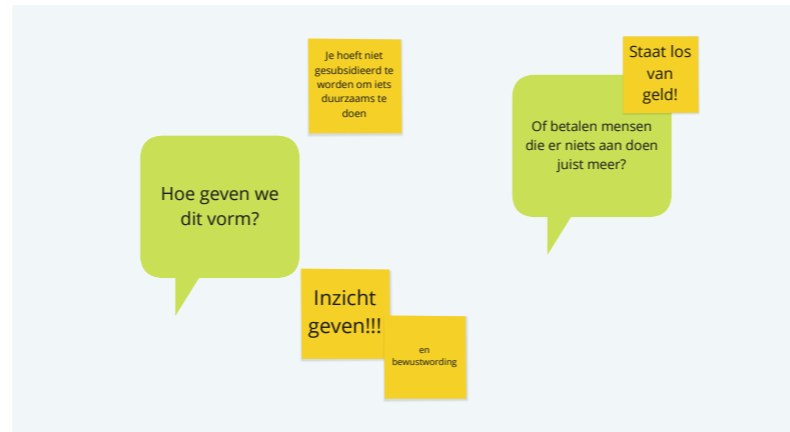 Je hoeft niet
gesubsidieerd te
worden om iets
duurzaams te
doen
Staat los
van
geld!
Of betalen mensen
die er niets aan doen
juist meer?
Hoe geven we
dit vorm?
Inzicht
geven!!!
en
bewustwording